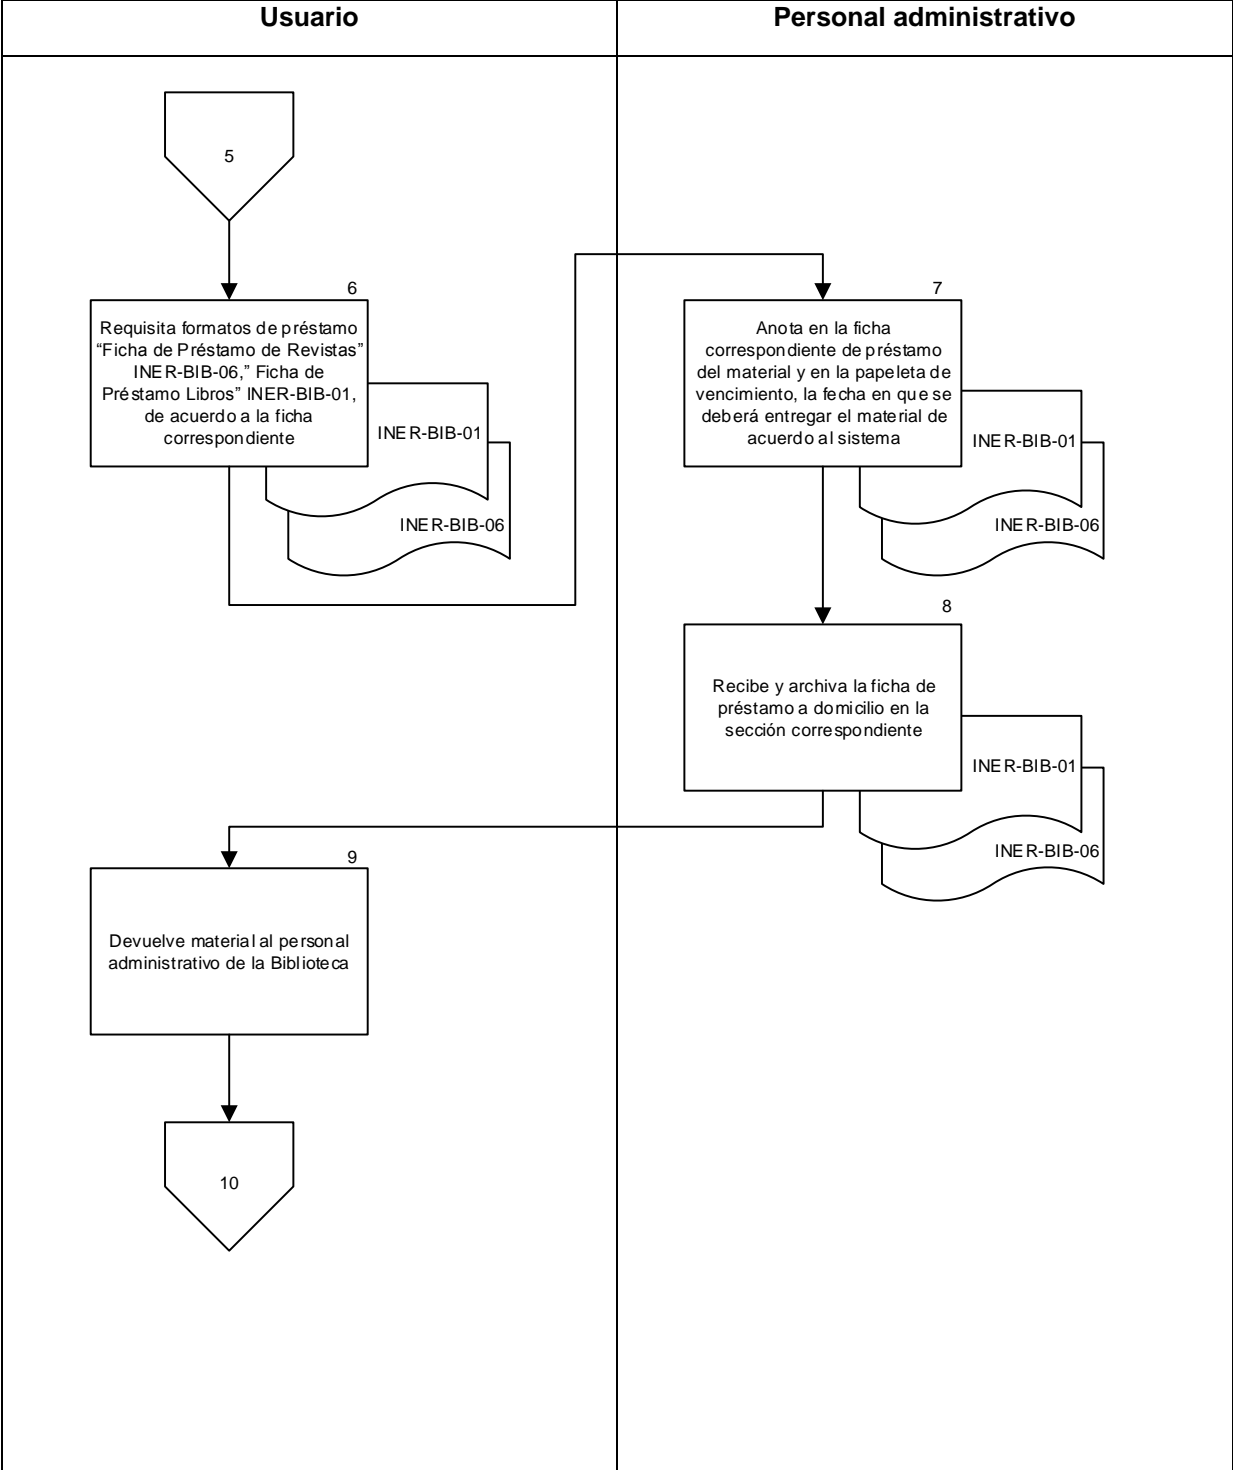 Usuario
Personal administrativo
5
6
Requisita formatos de préstamo
“Ficha de Préstamo de Revistas”
INER-BIB-06,” Ficha de
Préstamo Libros” INER-BIB-01,
de acuerdo a la ficha
correspondiente
INER-BIB-01
INER-BIB-06
7
Anota en la ficha
correspondiente de préstamo
del material y en la papeleta de
vencimiento, la fecha en que se
deberá entregar el material de
acuerdo al sistema
INER-BIB-01
INER-BIB-06
8
Recibe y archiva la ficha de
préstamo a domicilio en la
sección correspondiente
INER-BIB-01
INER-BIB-06
9
Devuelve material al personal
administrativo de la Biblioteca
10